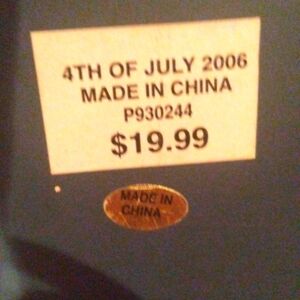 4TH OF JULY 2006
MADE IN CHINA
P930244
$19.99
MADE IN
CHINA